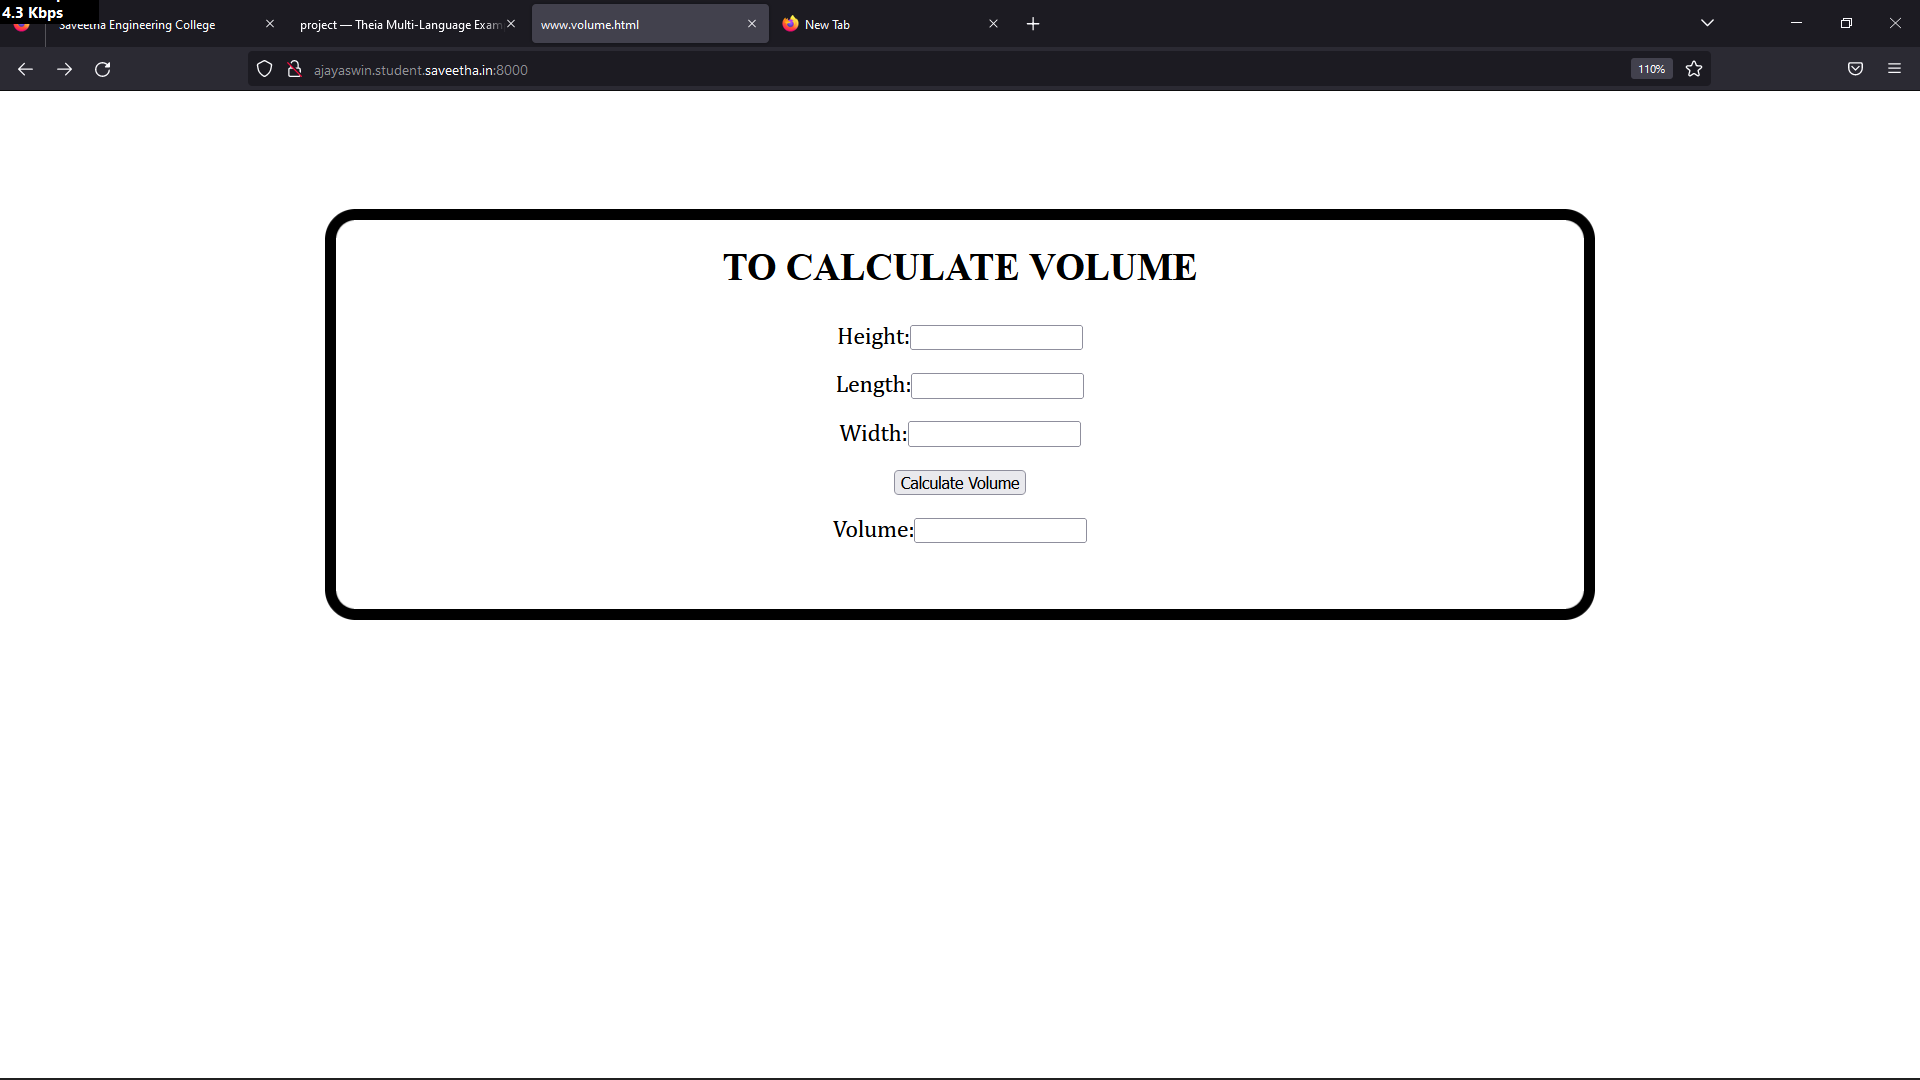 4.3 Kbps
Saveetha Engineering College
project — Theia Multi-Language Exam
www.volume.html
New Tab
ajayaswin.student.saveetha.in:8000
110%
TO CALCULATE VOLUME
Height:
Length:
Width:
Calculate Volume
Volume: